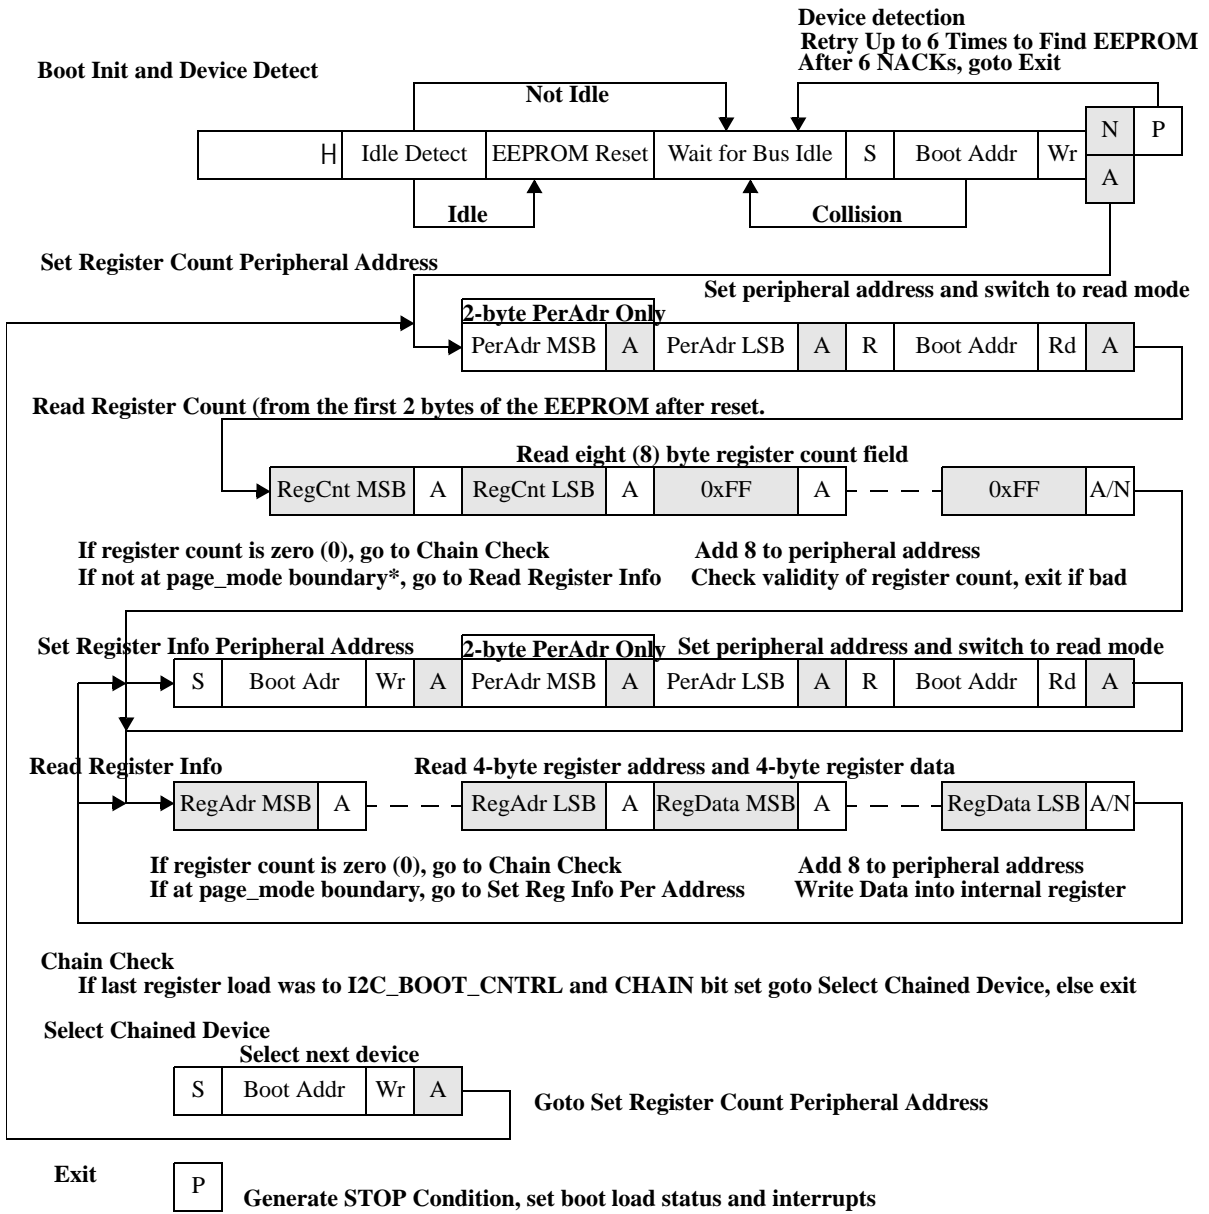 Device detection
Retry Up to 6 Times to Find EEPROM
After 6 NACKs, goto Exit
Boot Init and Device Detect
Not Idle
N P
H Idle Detect EEPROM Reset Wait for Bus Idle S Boot Addr Wr
A
Idle Collision
Set Register Count Peripheral Address
Set peripheral address and switch to read mode
2-byte PerAdr Only
PerAdr MSB A PerAdr LSB A R Boot Addr Rd A
Read Register Count (from the first 2 bytes of the EEPROM after reset.
Read eight (8) byte register count field
RegCnt MSB A RegCnt LSB A 0xFF A 0xFF A/N
If register count is zero (0), go to Chain Check Add 8 to peripheral address
If not at page_mode boundary*, go to Read Register Info Check validity of register count, exit if bad
Set Register Info Peripheral Address 2-byte PerAdr Only Set peripheral address and switch to read mode
S Boot Adr Wr A PerAdr MSB A PerAdr LSB A R Boot Addr Rd A
Read Register Info Read 4-byte register address and 4-byte register data
RegAdr MSB A RegAdr LSB A RegData MSB A RegData LSB A/N
If register count is zero (0), go to Chain Check Add 8 to peripheral address
If at page_mode boundary, go to Set Reg Info Per Address Write Data into internal register
Chain Check
If last register load was to I2C_BOOT_CNTRL and CHAIN bit set goto Select Chained Device, else exit
Select Chained Device
Select next device
S Boot Addr Wr A
Goto Set Register Count Peripheral Address
Exit P
Generate STOP Condition, set boot load status and interrupts